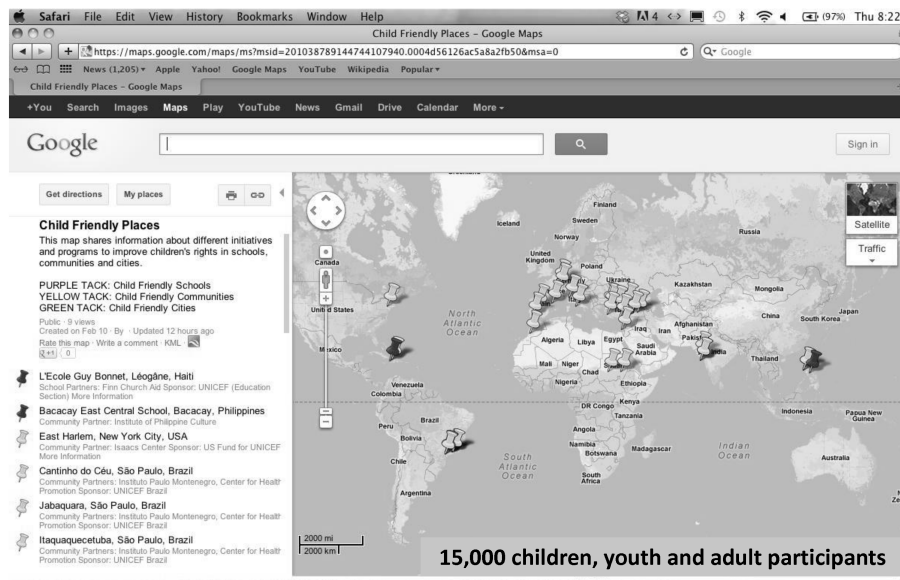 Safari File Edit View History Bookmarks Window Help 4 (97%) Thu 8:22
Child Friendly Places – Google Maps
https://maps.google.com/maps/ms?msid=201038789144744107940.0004d56126ac5a8a2fb50&msa=0 Google
News (1,205) Apple Yahoo! Google Maps YouTube Wikipedia Popular
Child Friendly Places – Google Maps
+You Search Images Maps Play YouTube News Gmail Drive Calendar More
Google Sign in
Get directions My places
Child Friendly Places
This map shares information about different initiatives
and programs to improve children's rights in schools,
communities and cities.
PURPLE TACK: Child Friendly Schools
YELLOW TACK: Child Friendly Communities
GREEN TACK: Child Friendly Cities
Public · 9 views
Created on Feb 10 · By · Updated 12 hours ago
Rate this map · Write a comment · KML ·
+1 0
L'Ecole Guy Bonnet, Léogâne, Haiti
School Partners: Finn Church Aid Sponsor: UNICEF (Education
Section) More Information
Bacacay East Central School, Bacacay, Philippines
Community Partner: Institute of Philippine Culture
East Harlem, New York City, USA
Community Partner: Isaacs Center Sponsor: US Fund for UNICEF
More Information
Cantinho do Céu, São Paulo, Brazil
Community Partners: Instituto Paulo Montenegro, Center for Health
Promotion Sponsor: UNICEF Brazil
Jabaquara, São Paulo, Brazil
Community Partners: Instituto Paulo Montenegro, Center for Health
Promotion Sponsor: UNICEF Brazil
Itaquaquecetuba, São Paulo, Brazil
Community Partners: Instituto Paulo Montenegro, Center for Health
Promotion Sponsor: UNICEF Brazil
Satellite
Traffic
Iceland
Finland
Sweden
Norway
Russia
United
Kingdom
Poland
Canada
Ukraine
Kazakhstan
Mongolia
United States
North
Atlantic
Ocean
China
Japan
South Korea
Iraq
Iran
Afghanistan
Algeria
Libya
Egypt
Saudi
Arabia
India
Mexico
Mali
Niger
Chad
Thailand
Nigeria
Ethiopia
Venezuela
Colombia
Kenya
DR Congo
Tanzania
Indonesia
Papua New
Guinea
Peru
Brazil
Bolivia
Angola
Namibia
Botswana
Madagascar
Indian
Ocean
Australia
Chile
South
Atlantic
Ocean
South
Africa
Argentina
2000 mi
2000 km
15,000 children, youth and adult participants